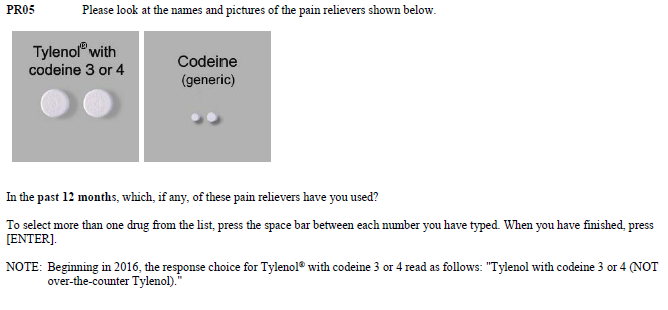 PR05 Please look at the names and pictures of the pain relievers shown below.
Tylenol® with
codeine 3 or 4
Codeine
(generic)
In the past 12 months, which, if any, of these pain relievers have you used?
To select more than one drug from the list, press the space bar between each number you have typed. When you have finished, press
[ENTER].
NOTE: Beginning in 2016, the response choice for Tylenol® with codeine 3 or 4 read as follows: "Tylenol with codeine 3 or 4 (NOT
over-the-counter Tylenol)."